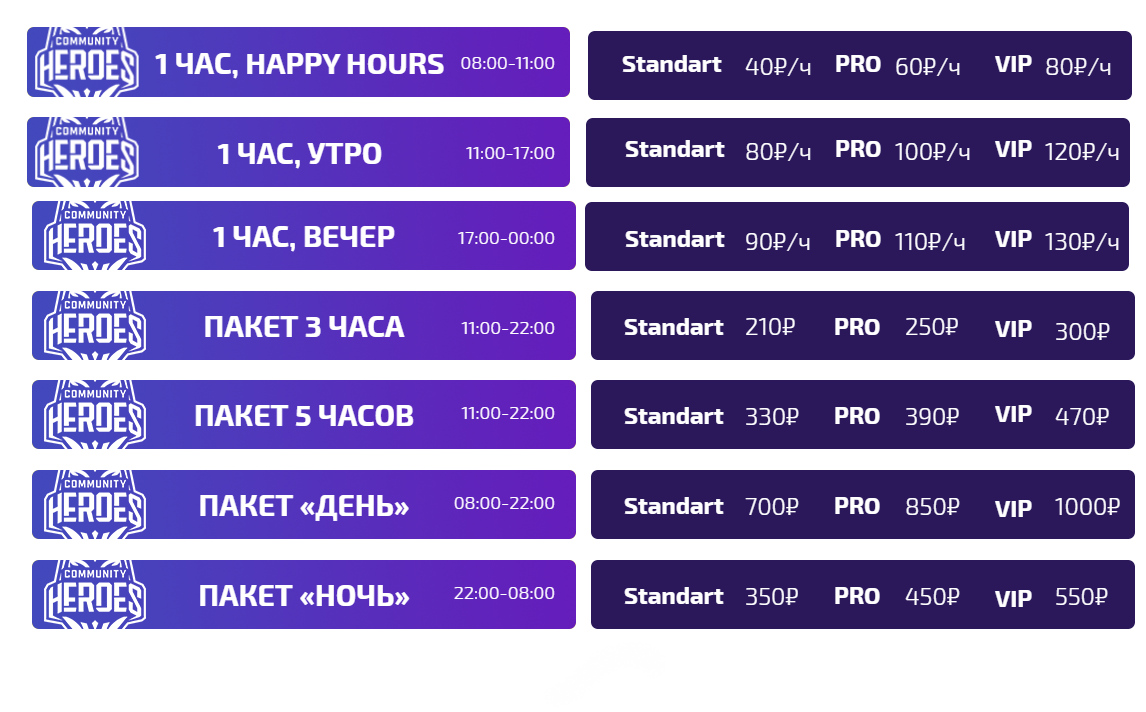 COMMUNITY
HEROES
1 ЧАС, HAPPY HOURS 08:00-11:00 Standart 40₽/ч PRO 60₽/ч VIP 80₽/ч
COMMUNITY
HEROES
1 ЧАС, УТРО 11:00-17:00 Standart 80₽/ч PRO 100₽/ч VIP 120₽/ч
COMMUNITY
HEROES
1 ЧАС, ВЕЧЕР 17:00-00:00 Standart 90₽/ч PRO 110₽/ч VIP 130₽/ч
COMMUNITY
HEROES
ПАКЕТ 3 ЧАСА 11:00-22:00 Standart 210₽ PRO 250₽ VIP 300₽
COMMUNITY
HEROES
ПАКЕТ 5 ЧАСОВ 11:00-22:00 Standart 330₽ PRO 390₽ VIP 470₽
COMMUNITY
HEROES
ПАКЕТ «ДЕНЬ» 08:00-22:00 Standart 700₽ PRO 850₽ VIP 1000₽
COMMUNITY
HEROES
ПАКЕТ «НОЧЬ» 22:00-08:00 Standart 350₽ PRO 450₽ VIP 550₽